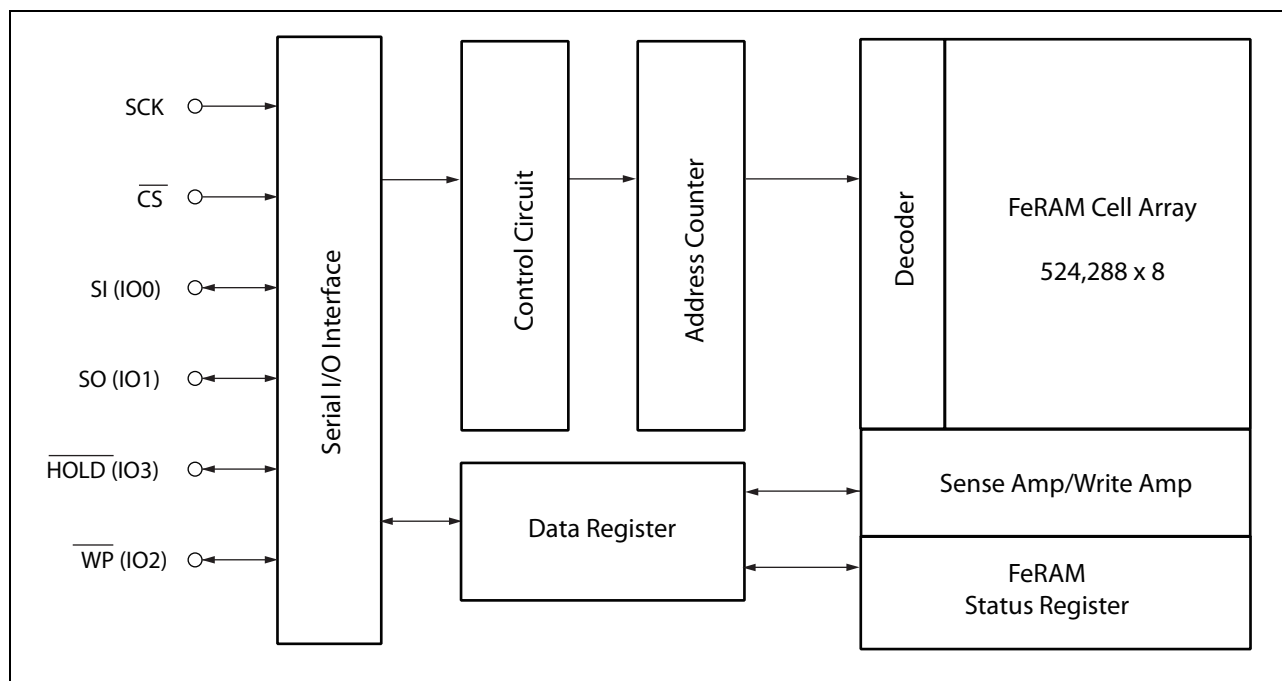 SCK
CS
SI (IO0)
SO (IO1)
HOLD (IO3)
WP (IO2)
Serial I/O Interface
Control Circuit
Address Counter
Data Register
Decoder
FeRAM Cell Array
524,288 x 8
Sense Amp/Write Amp
FeRAM
Status Register